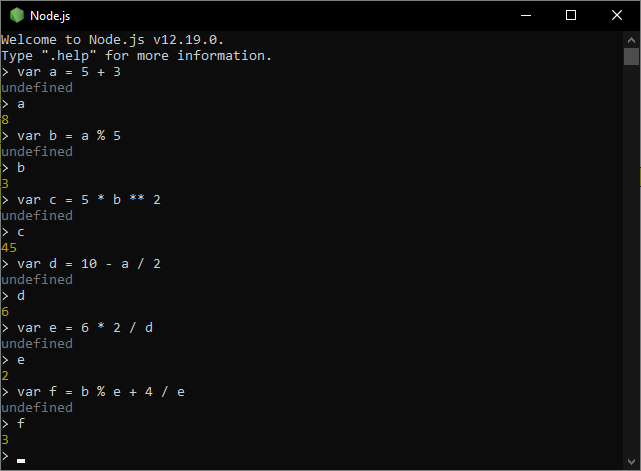 Node.js
Welcome to Node.js v12.19.0.
Type ".help" for more information.
> var a = 5 + 3
undefined
> a
8
> var b = a % 5
undefined
> b
3
> var c = 5 * b ** 2
undefined
> c
45
> var d = 10 - a / 2
undefined
> d
6
> var e = 6 * 2 / d
undefined
> e
2
> var f = b % e + 4 / e
undefined
> f
3
>